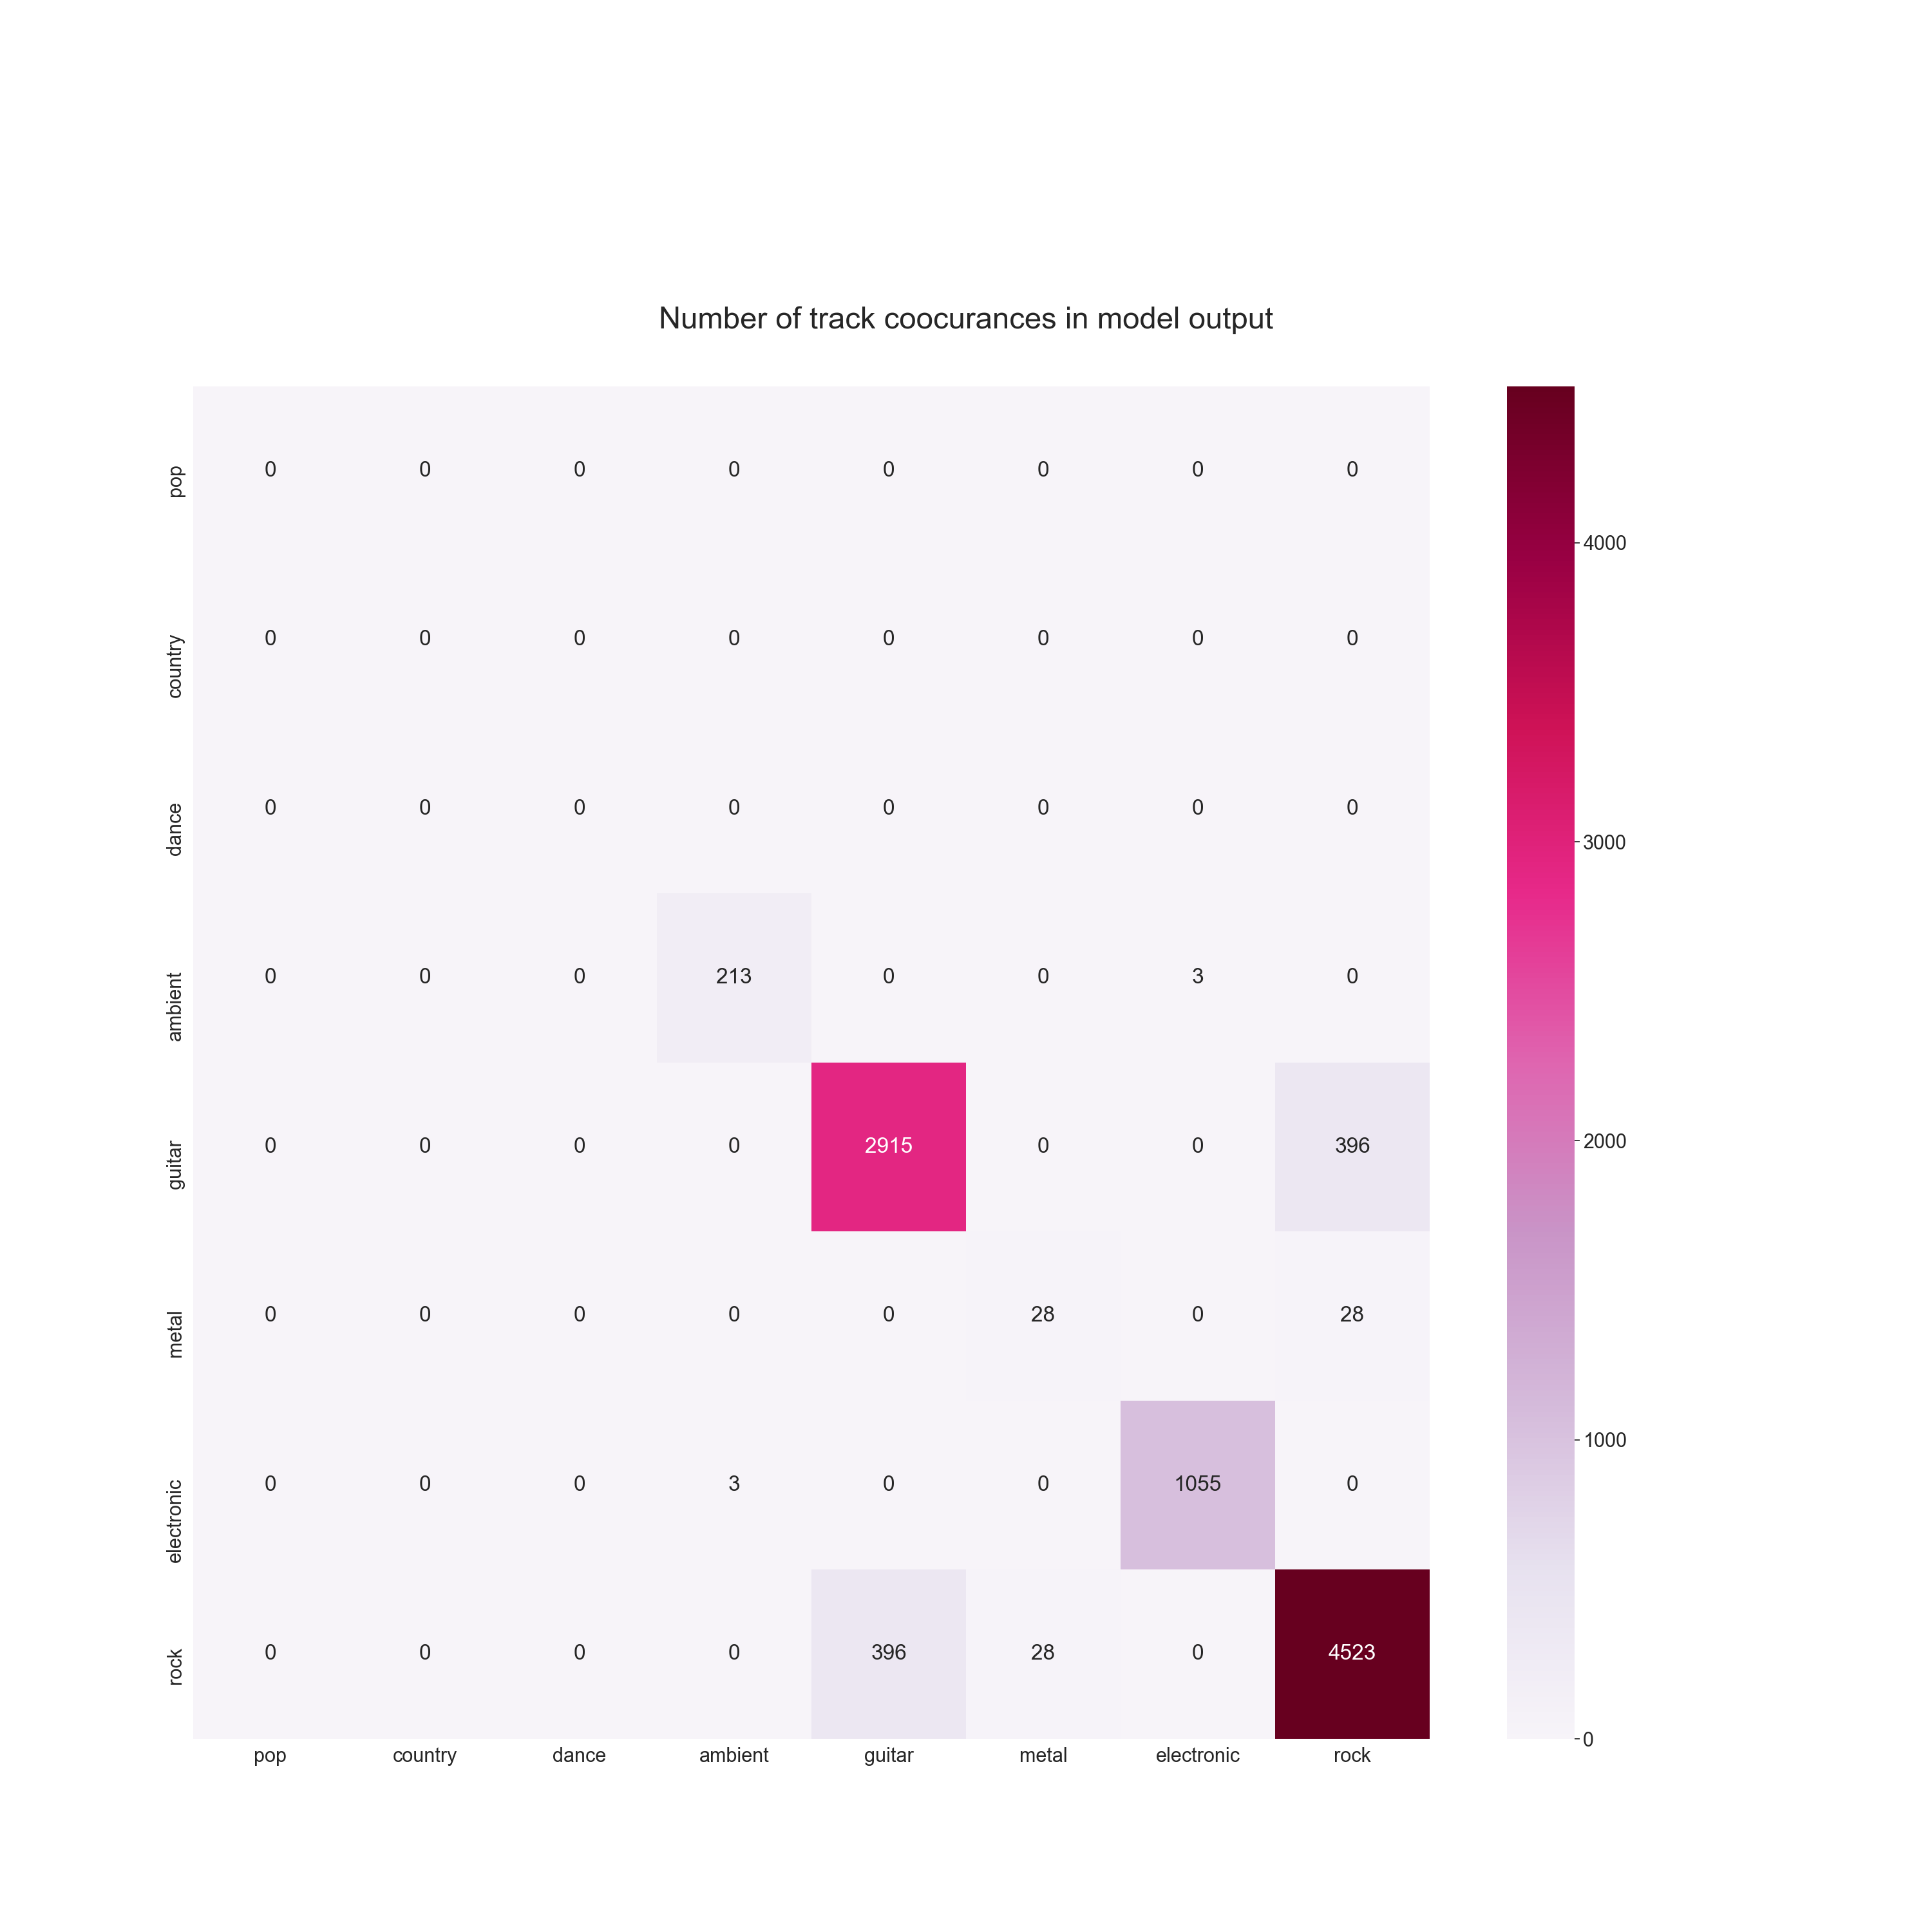 Number of track coocurances in model output
pop 0 0 0 0 0 0 0 0
country 0 0 0 0 0 0 0 0
dance 0 0 0 0 0 0 0 0
ambient 0 0 0 213 0 0 3 0
guitar 0 0 0 0 2915 0 0 396
metal 0 0 0 0 0 28 0 28
electronic 0 0 0 3 0 0 1055 0
rock 0 0 0 0 396 28 0 4523
pop country dance ambient guitar metal electronic rock
4000
3000
2000
1000
0